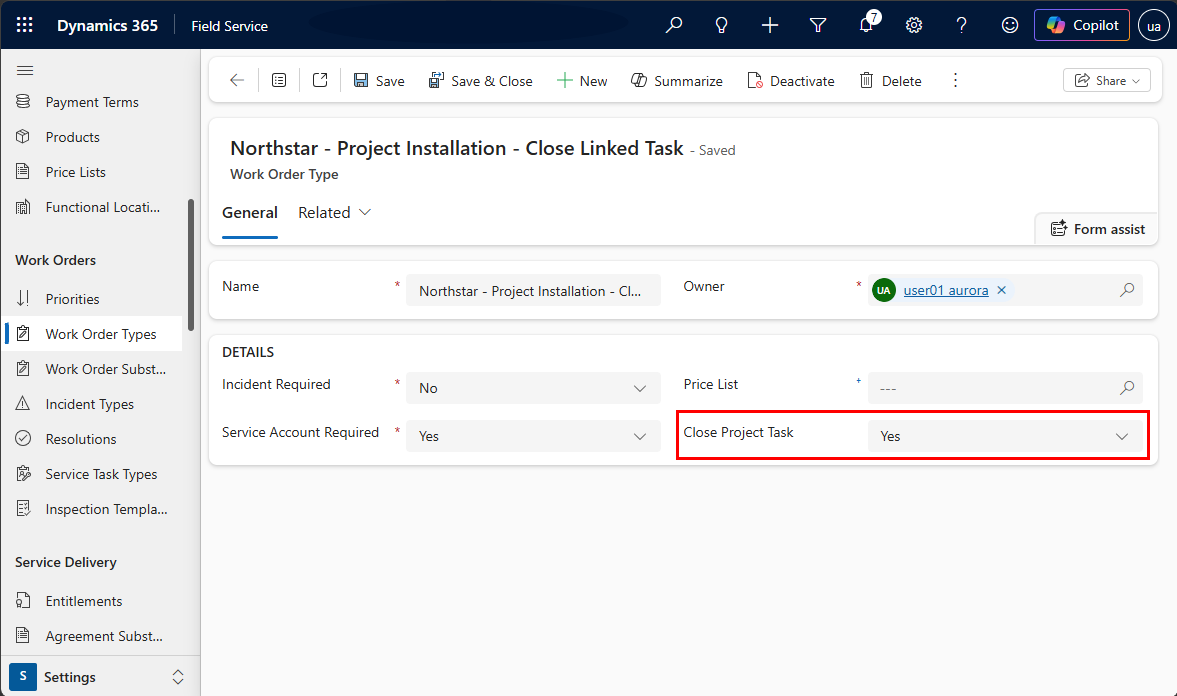 Dynamics 365
Field Service
7
Copilot
ua
Payment Terms
Products
Price Lists
Functional Locati...
Work Orders
Priorities
Work Order Types
Work Order Subst...
Incident Types
Resolutions
Service Task Types
Inspection Templa...
Service Delivery
Entitlements
Agreement Subst...
S Settings
Save
Save & Close
New
Summarize
Deactivate
Delete
Share
Northstar - Project Installation - Close Linked Task - Saved
Work Order Type
General
Related
Form assist
Name * Northstar - Project Installation - Cl...
Owner * UA user01 aurora
DETAILS
Incident Required * No
Price List + ---
Service Account Required * Yes
Close Project Task Yes